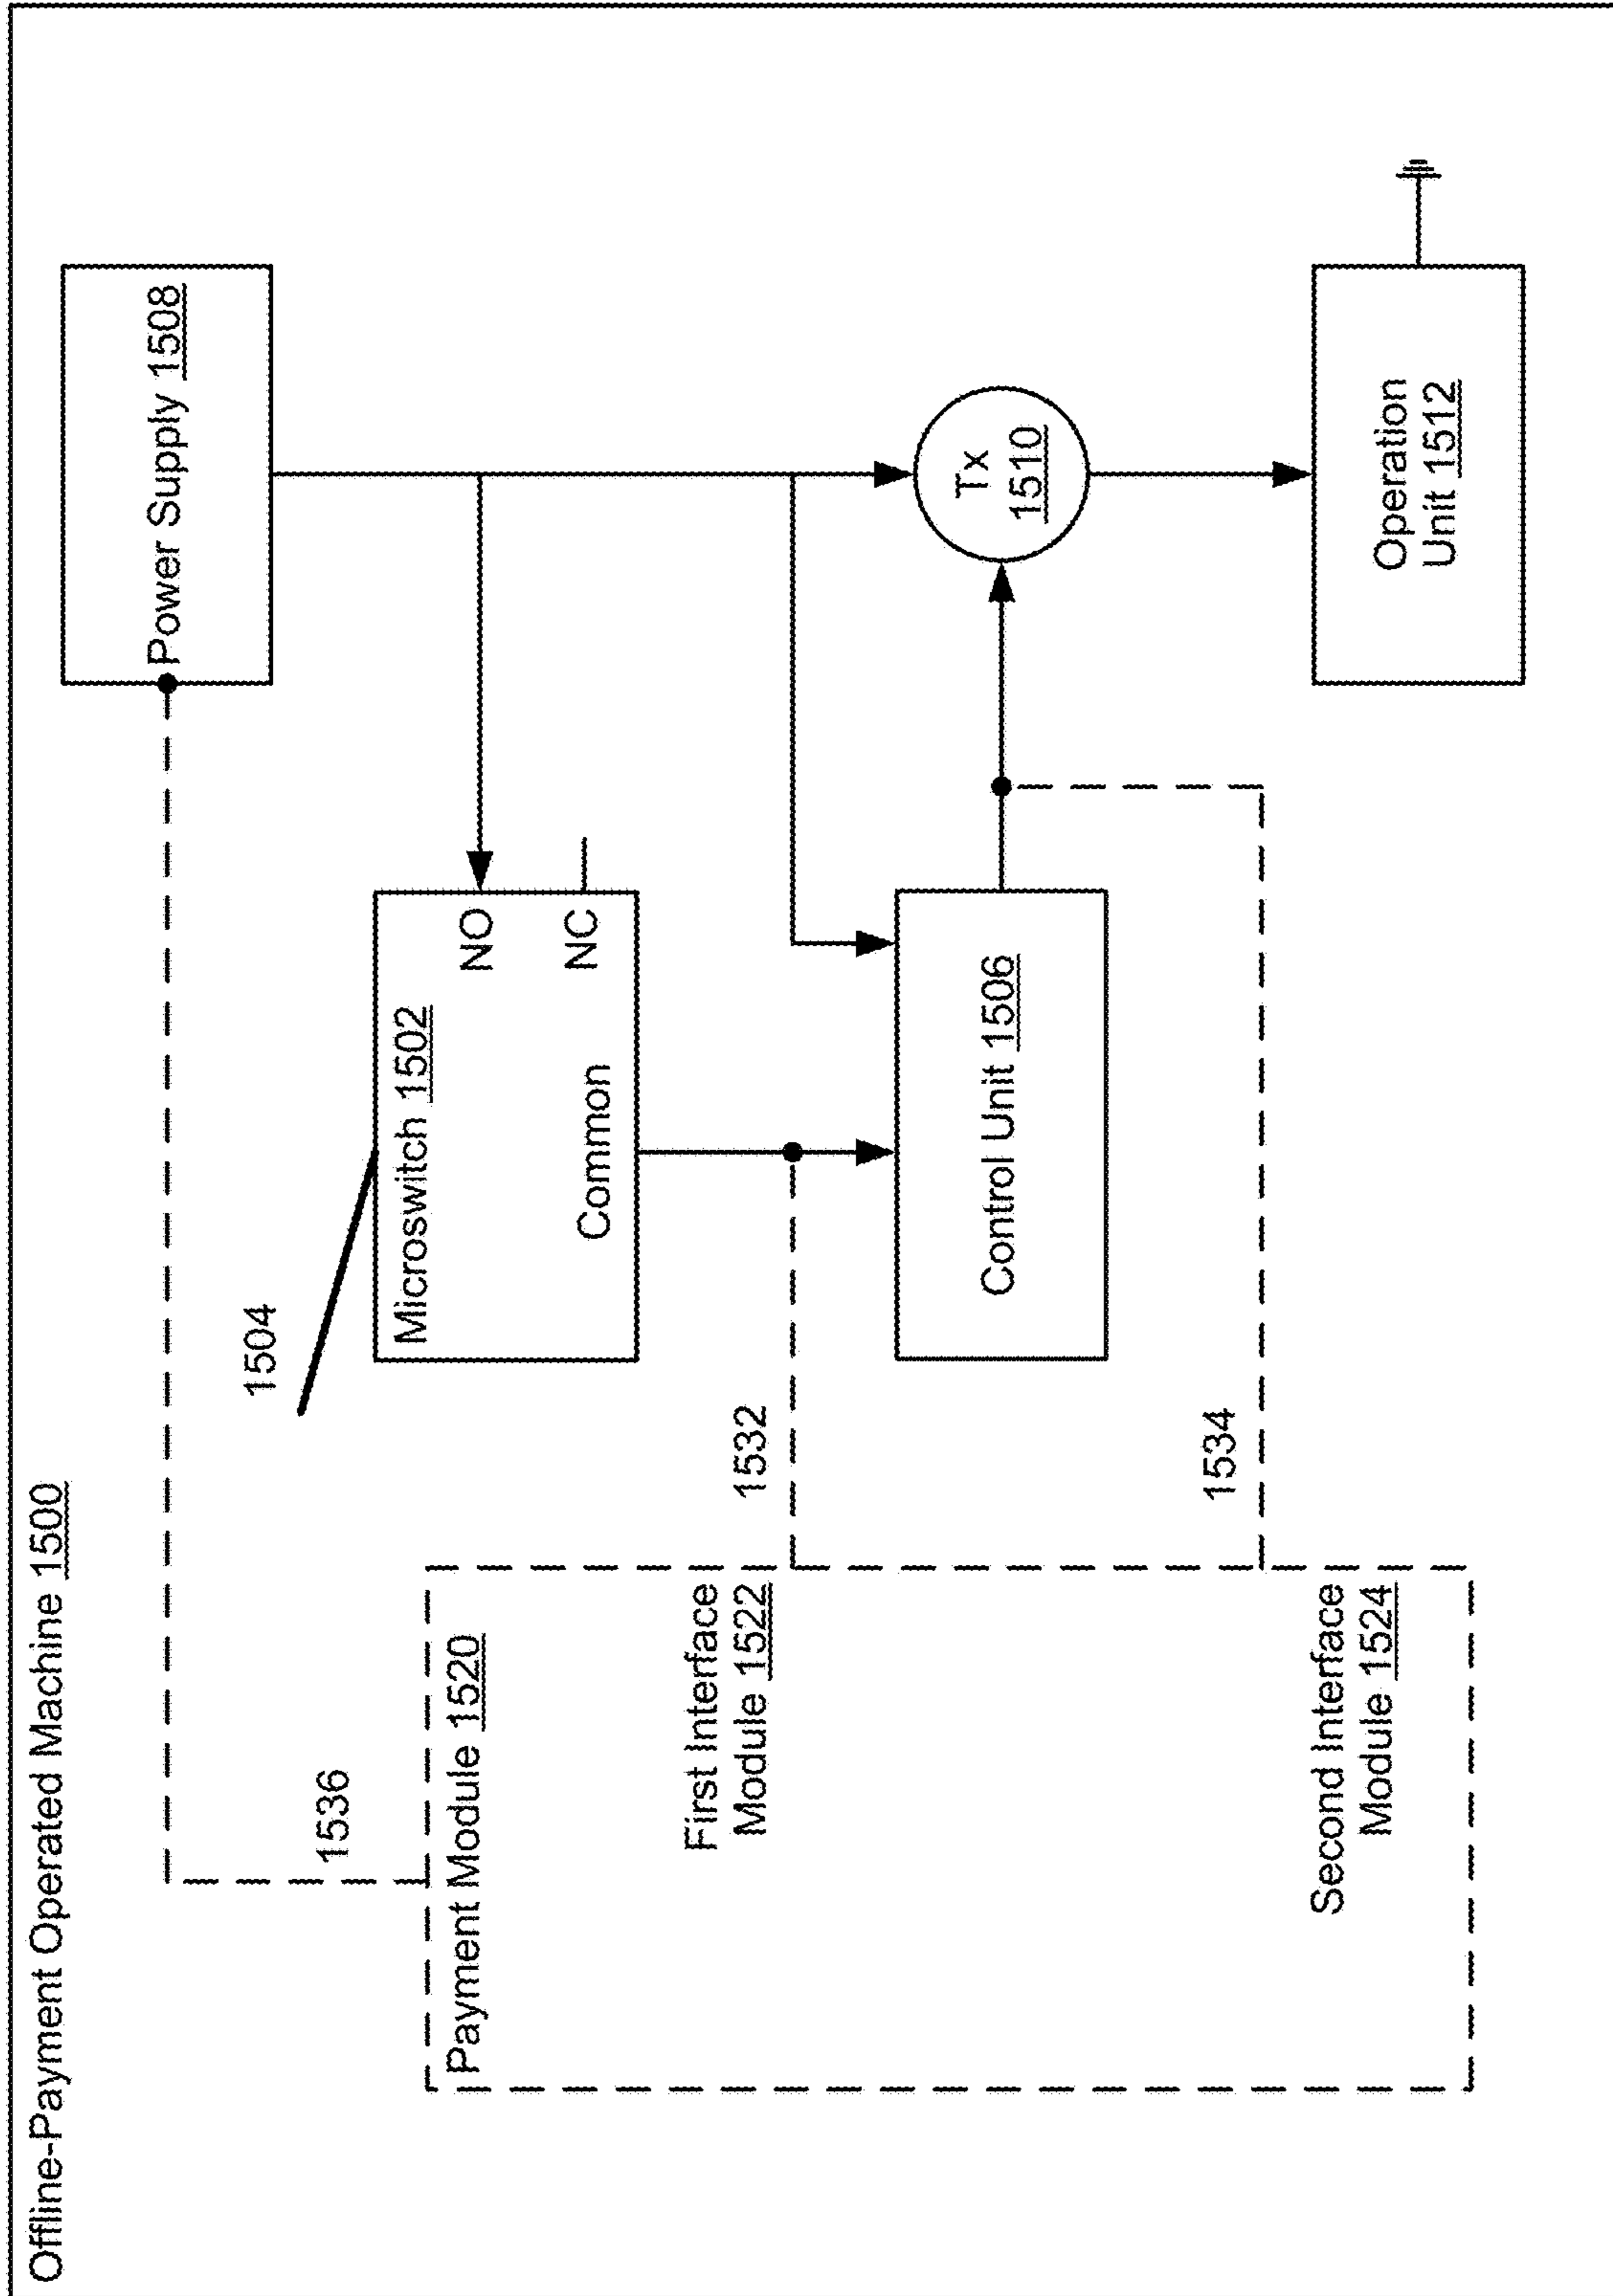 Offline-Payment Operated Machine 1500
Power Supply 1508
1536
1504
Microswitch 1502
NO
NC
Common
Payment Module 1520
First Interface
Module 1522
1532
Control Unit 1506
Tx
1510
1534
Second Interface
Module 1524
Operation
Unit 1512